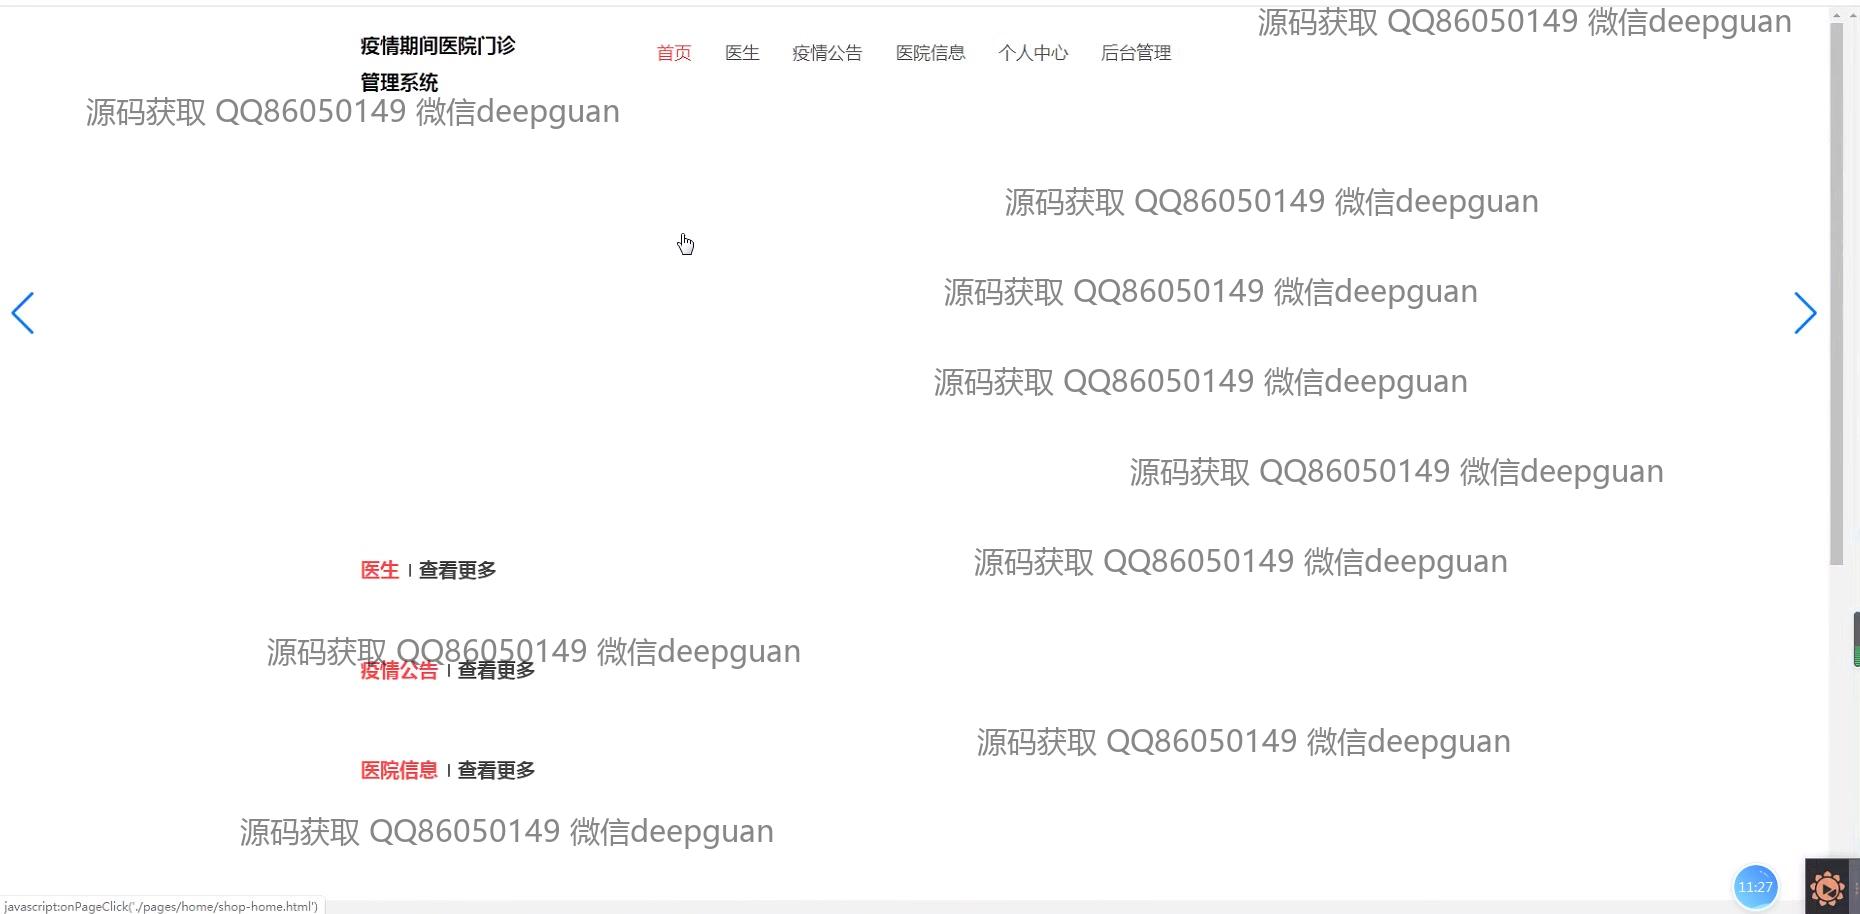 源码获取 QQ86050149 微信deepguan
疫情期间医院门诊
管理系统
首页 医生 疫情公告 医院信息 个人中心 后台管理
源码获取 QQ86050149 微信deepguan
源码获取 QQ86050149 微信deepguan
源码获取 QQ86050149 微信deepguan
源码获取 QQ86050149 微信deepguan
源码获取 QQ86050149 微信deepguan
源码获取 QQ86050149 微信deepguan
医生 | 查看更多
源码获取 QQ86050149 微信deepguan
疫情公告 | 查看更多
源码获取 QQ86050149 微信deepguan
医院信息 | 查看更多
源码获取 QQ86050149 微信deepguan
11:27
javascript:onPageClick('./pages/home/shop-home.html')